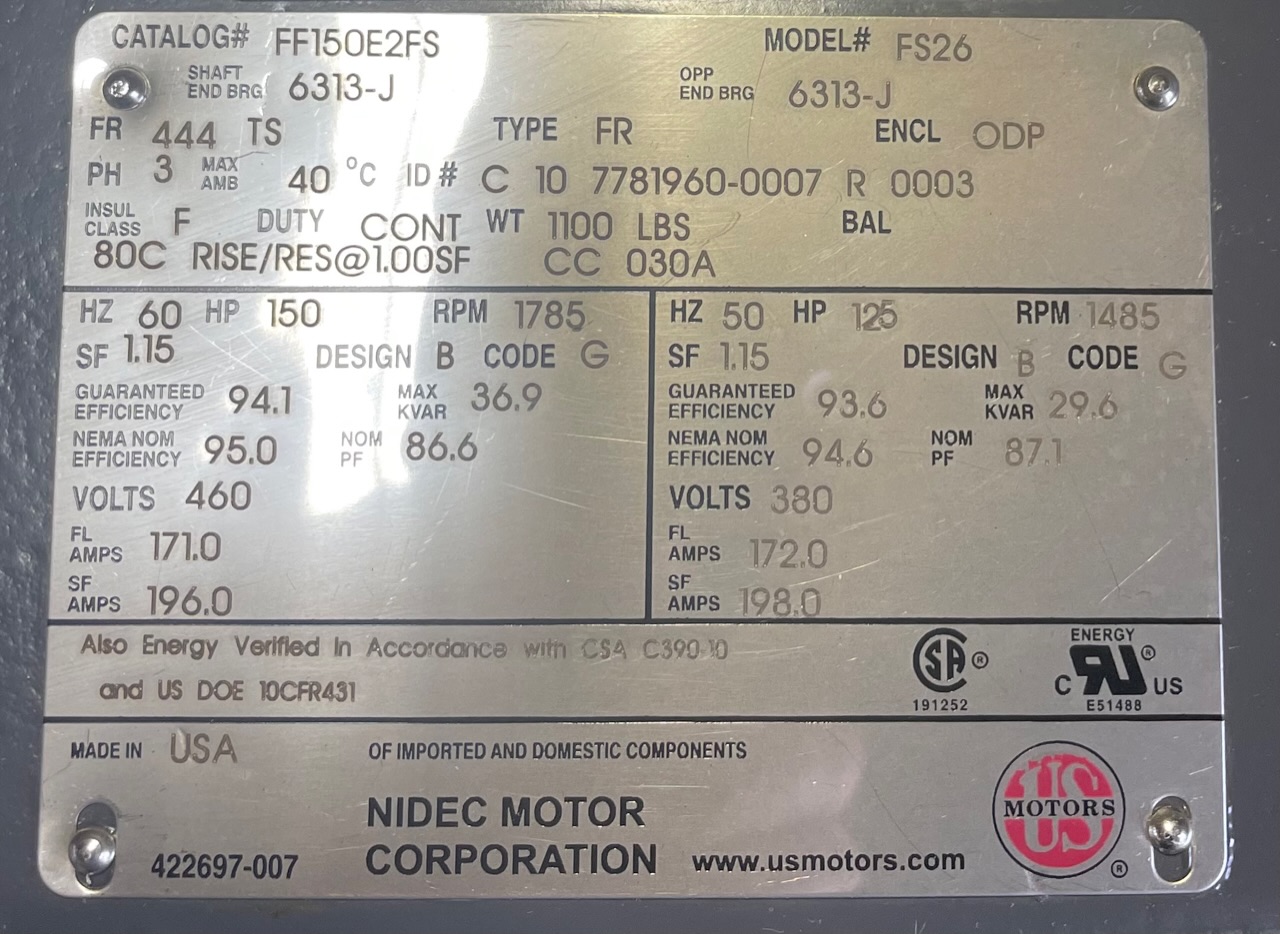 CATALOG# FF150E2FS MODEL# FS26
SHAFT END BRG 6313-J OPP END BRG 6313-J
FR 444 TS TYPE FR ENCL ODP
PH 3 MAX AMB 40 °C ID# C 10 7781960-0007 R 0003
INSUL CLASS F DUTY CONT WT 1100 LBS BAL
80C RISE/RES@1.00SF CC 030A
HZ 60 HP 150 RPM 1785
SF 1.15 DESIGN B CODE G
GUARANTEED EFFICIENCY 94.1 MAX KVAR 36.9
NEMA NOM EFFICIENCY 95.0 NOM PF 86.6
VOLTS 460
FL AMPS 171.0
SF AMPS 196.0
HZ 50 HP 125 RPM 1485
SF 1.15 DESIGN B CODE G
GUARANTEED EFFICIENCY 93.6 MAX KVAR 29.6
NEMA NOM EFFICIENCY 94.6 NOM PF 87.1
VOLTS 380
FL AMPS 172.0
SF AMPS 198.0
Also Energy Verified In Accordance with CSA C390-10
and US DOE 10CFR431
SA ®
191252
ENERGY
C RU ® US
E51488
MADE IN USA OF IMPORTED AND DOMESTIC COMPONENTS
NIDEC MOTOR
CORPORATION
422697-007
www.usmotors.com
US MOTORS ®